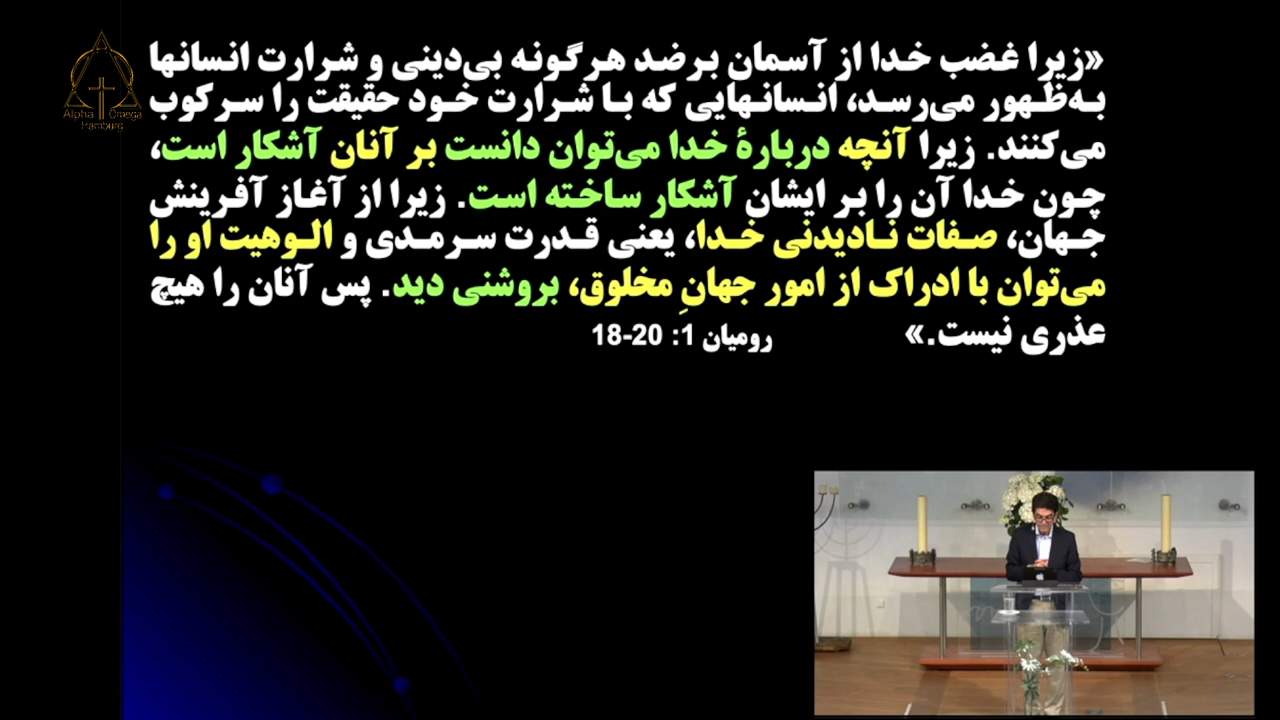 «زیرا غضب خدا از آسمان برضد هرگونه بی‌دینی و شرارت انسانها
به‌ظهور می‌رسد، انسانهایی که با شرارت خود حقیقت را سرکوب
می‌کنند. زیرا آنچه دربارهٔ خدا می‌توان دانست بر آنان آشکار است،
چون خدا آن را بر ایشان آشکار ساخته است. زیرا از آغاز آفرینش
جهان، صفات نادیدنی خدا، یعنی قدرت سرمدی و الوهیت او را
می‌توان با ادراک از امور جهانِ مخلوق، بروشنی دید. پس آنان را هیچ
عذری نیست.» رومیان 1: 20-18
Alpha Omega
Hamburg